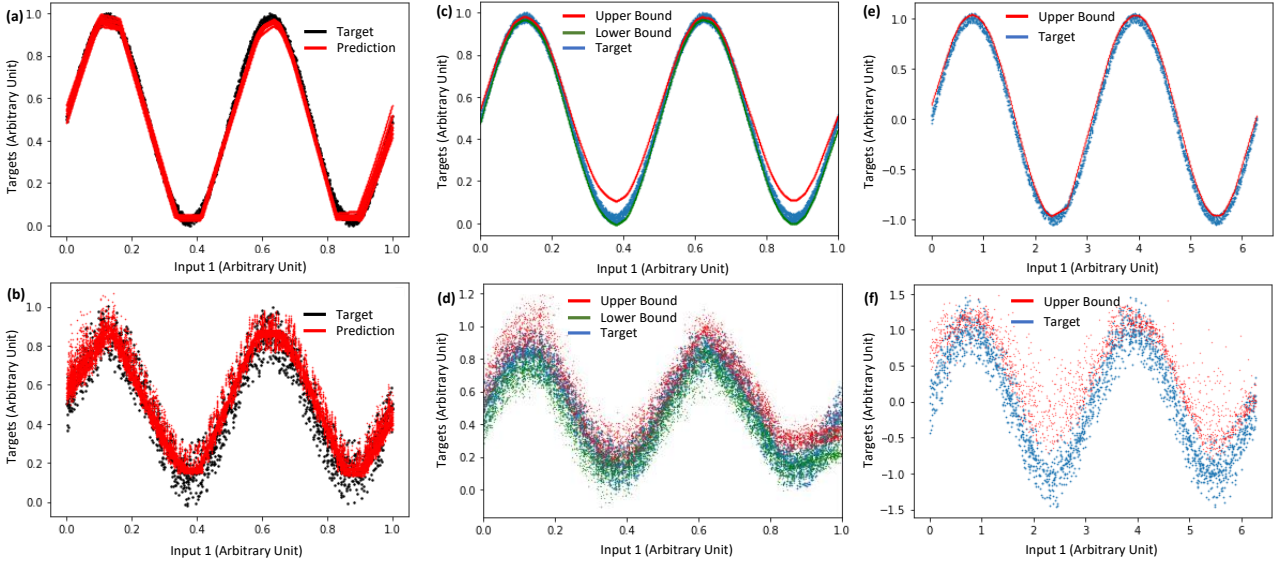 (a)
Target
Prediction
Targets (Arbitrary Unit)
1.0
0.8
0.6
0.4
0.2
0.0
0.0 0.2 0.4 0.6 0.8 1.0
Input 1 (Arbitrary Unit)
(c)
Upper Bound
Lower Bound
Target
Targets (Arbitrary Unit)
1.0
0.8
0.6
0.4
0.2
0.0
0.0 0.2 0.4 0.6 0.8 1.0
Input 1 (Arbitrary Unit)
(e)
Upper Bound
Target
Targets (Arbitrary Unit)
1.0
0.5
0.0
−0.5
−1.0
0 1 2 3 4 5 6
Input 1 (Arbitrary Unit)
(b)
Target
Prediction
Targets (Arbitrary Unit)
1.0
0.8
0.6
0.4
0.2
0.0
0.0 0.2 0.4 0.6 0.8 1.0
Input 1 (Arbitrary Unit)
(d)
Upper Bound
Lower Bound
Target
Targets (Arbitrary Unit)
1.2
1.0
0.8
0.6
0.4
0.2
0.0
0.0 0.2 0.4 0.6 0.8 1.0
Input 1 (Arbitrary Unit)
(f)
Upper Bound
Target
Targets (Arbitrary Unit)
1.5
1.0
0.5
0.0
−0.5
−1.0
−1.5
0 1 2 3 4 5 6
Input 1 (Arbitrary Unit)